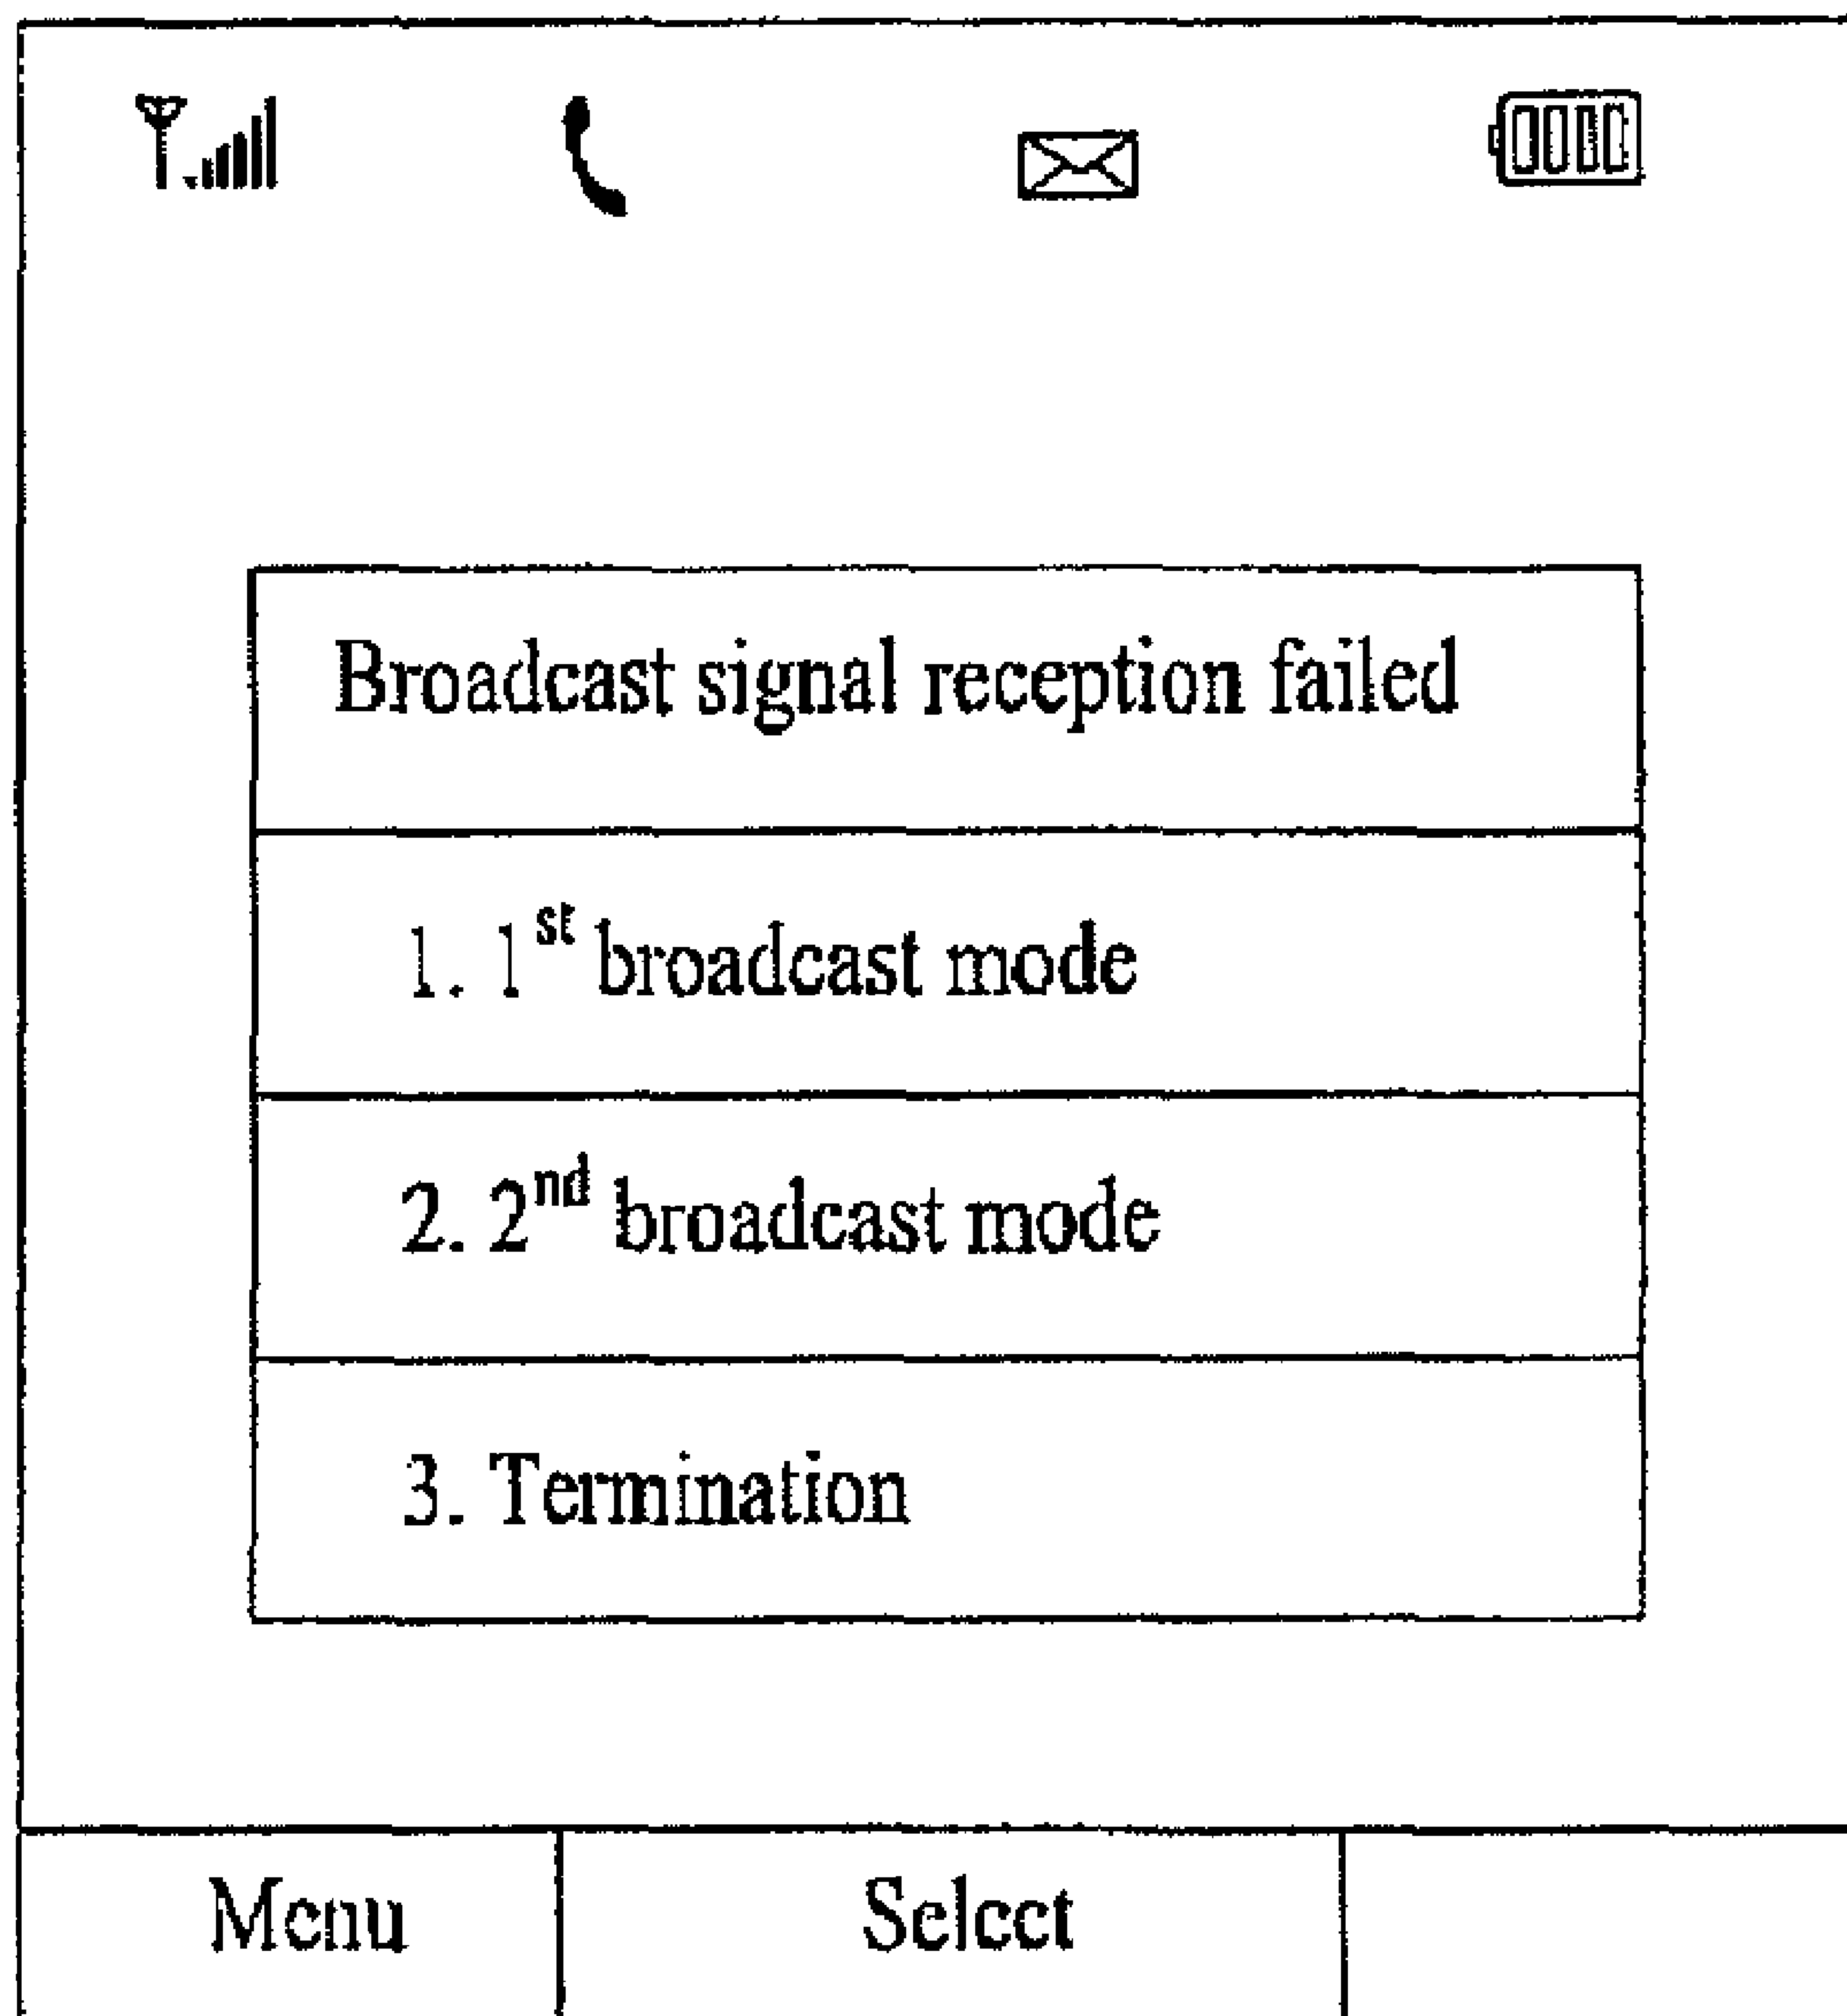 Broadcast signal reception failed
1. 1st broadcast mode
2. 2nd broadcast mode
3. Termination
Menu Select